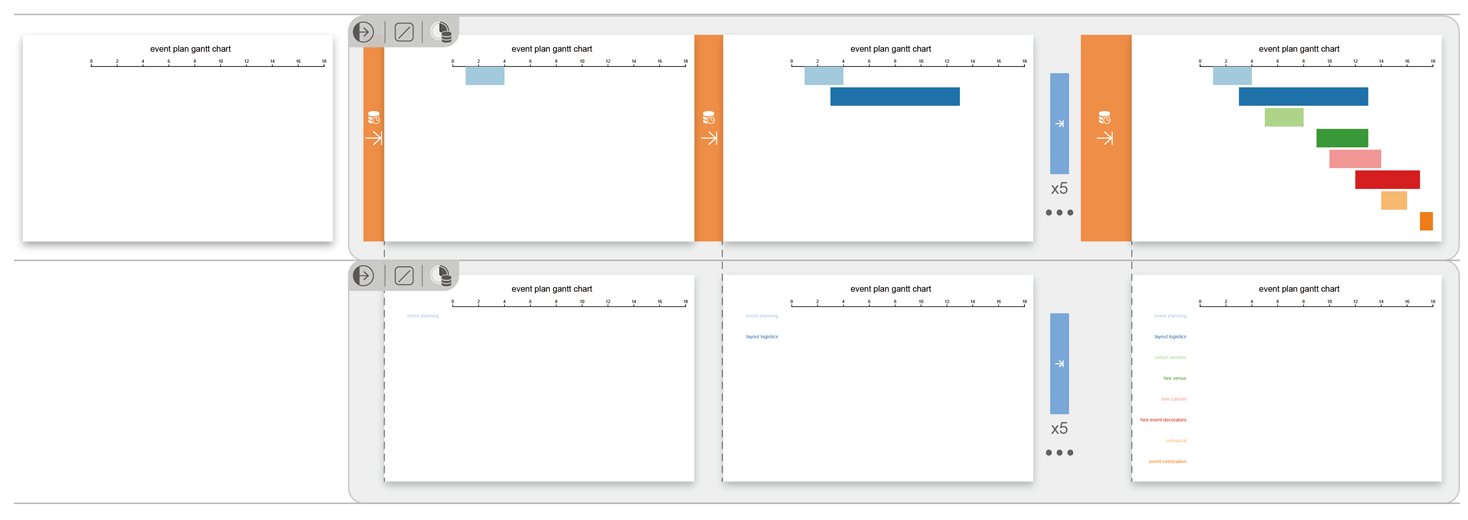 event plan gantt chart
0 2 4 6 8 10 12 14 16 18
event plan gantt chart
0 2 4 6 8 10 12 14 16 18
event plan gantt chart
0 2 4 6 8 10 12 14 16 18
x5
event plan gantt chart
0 2 4 6 8 10 12 14 16 18
event plan gantt chart
0 2 4 6 8 10 12 14 16 18
event planning
event plan gantt chart
0 2 4 6 8 10 12 14 16 18
event planning
layout logistics
x5
event plan gantt chart
0 2 4 6 8 10 12 14 16 18
event planning
layout logistics
select services
hire venue
hire caterer
hire event decorators
event celebration